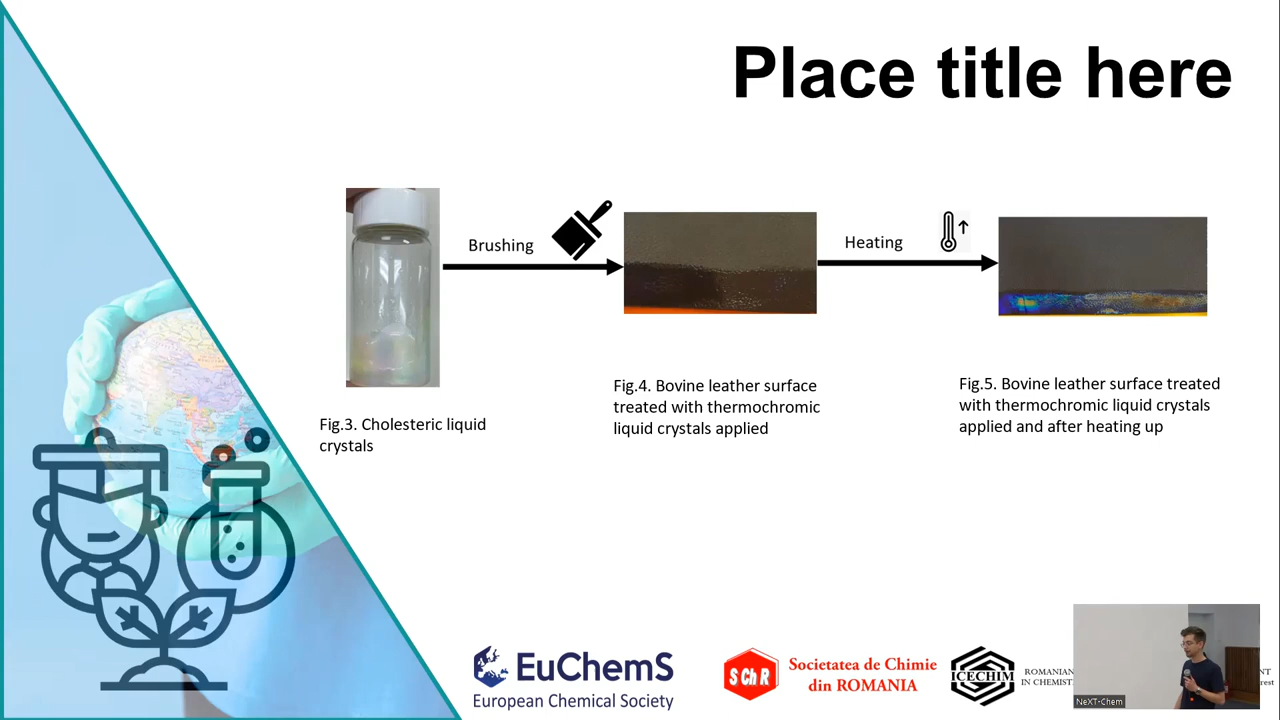 Place title here
Brushing
Heating
Fig.3. Cholesteric liquid
crystals
Fig.4. Bovine leather surface
treated with thermochromic
liquid crystals applied
Fig.5. Bovine leather surface treated
with thermochromic liquid crystals
applied and after heating up
EuChemS
European Chemical Society
S Ch R
Societatea de Chimie
din ROMANIA
ICECHIM
ROMANIAN
IN CHEMIST
NeXT-Chem